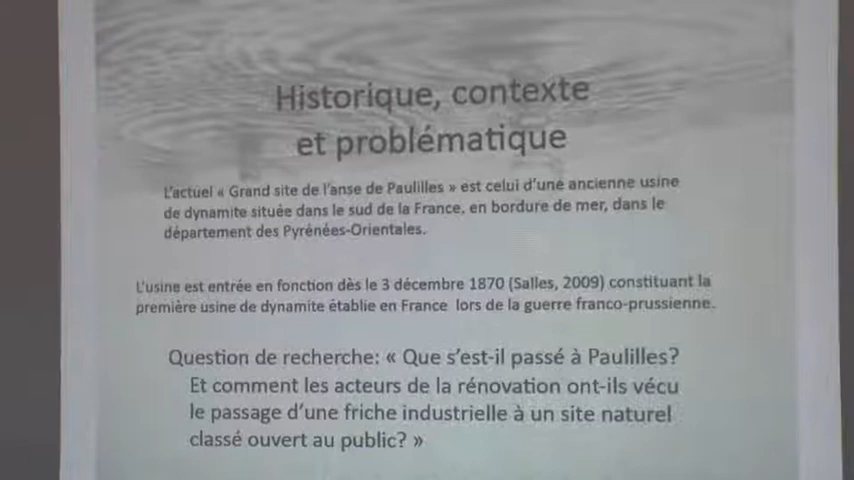 Historique, contexte
et problématique
L'actuel « Grand site de l'anse de Paulilles » est celui d'une ancienne usine
de dynamite située dans le sud de la France, en bordure de mer, dans le
département des Pyrénées-Orientales.
L'usine est entrée en fonction dès le 3 décembre 1870 (Salles, 2009) constituant la
première usine de dynamite établie en France lors de la guerre franco-prussienne.
Question de recherche: « Que s'est-il passé à Paulilles?
Et comment les acteurs de la rénovation ont-ils vécu
le passage d'une friche industrielle à un site naturel
classé ouvert au public? »